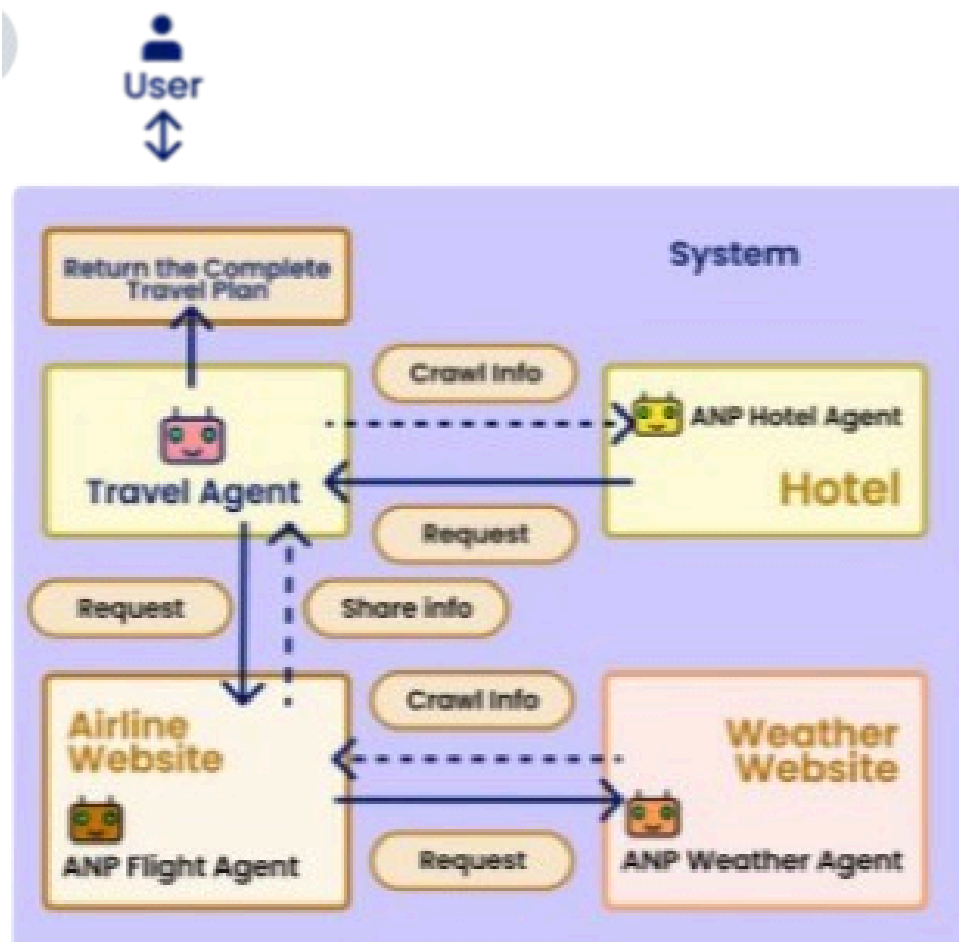 User
System
Return the Complete
Travel Plan
Crawl Info
ANP Hotel Agent
Travel Agent
Hotel
Request
Request
Share info
Airline
Website
Crawl Info
Weather
Website
ANP Flight Agent
Request
ANP Weather Agent